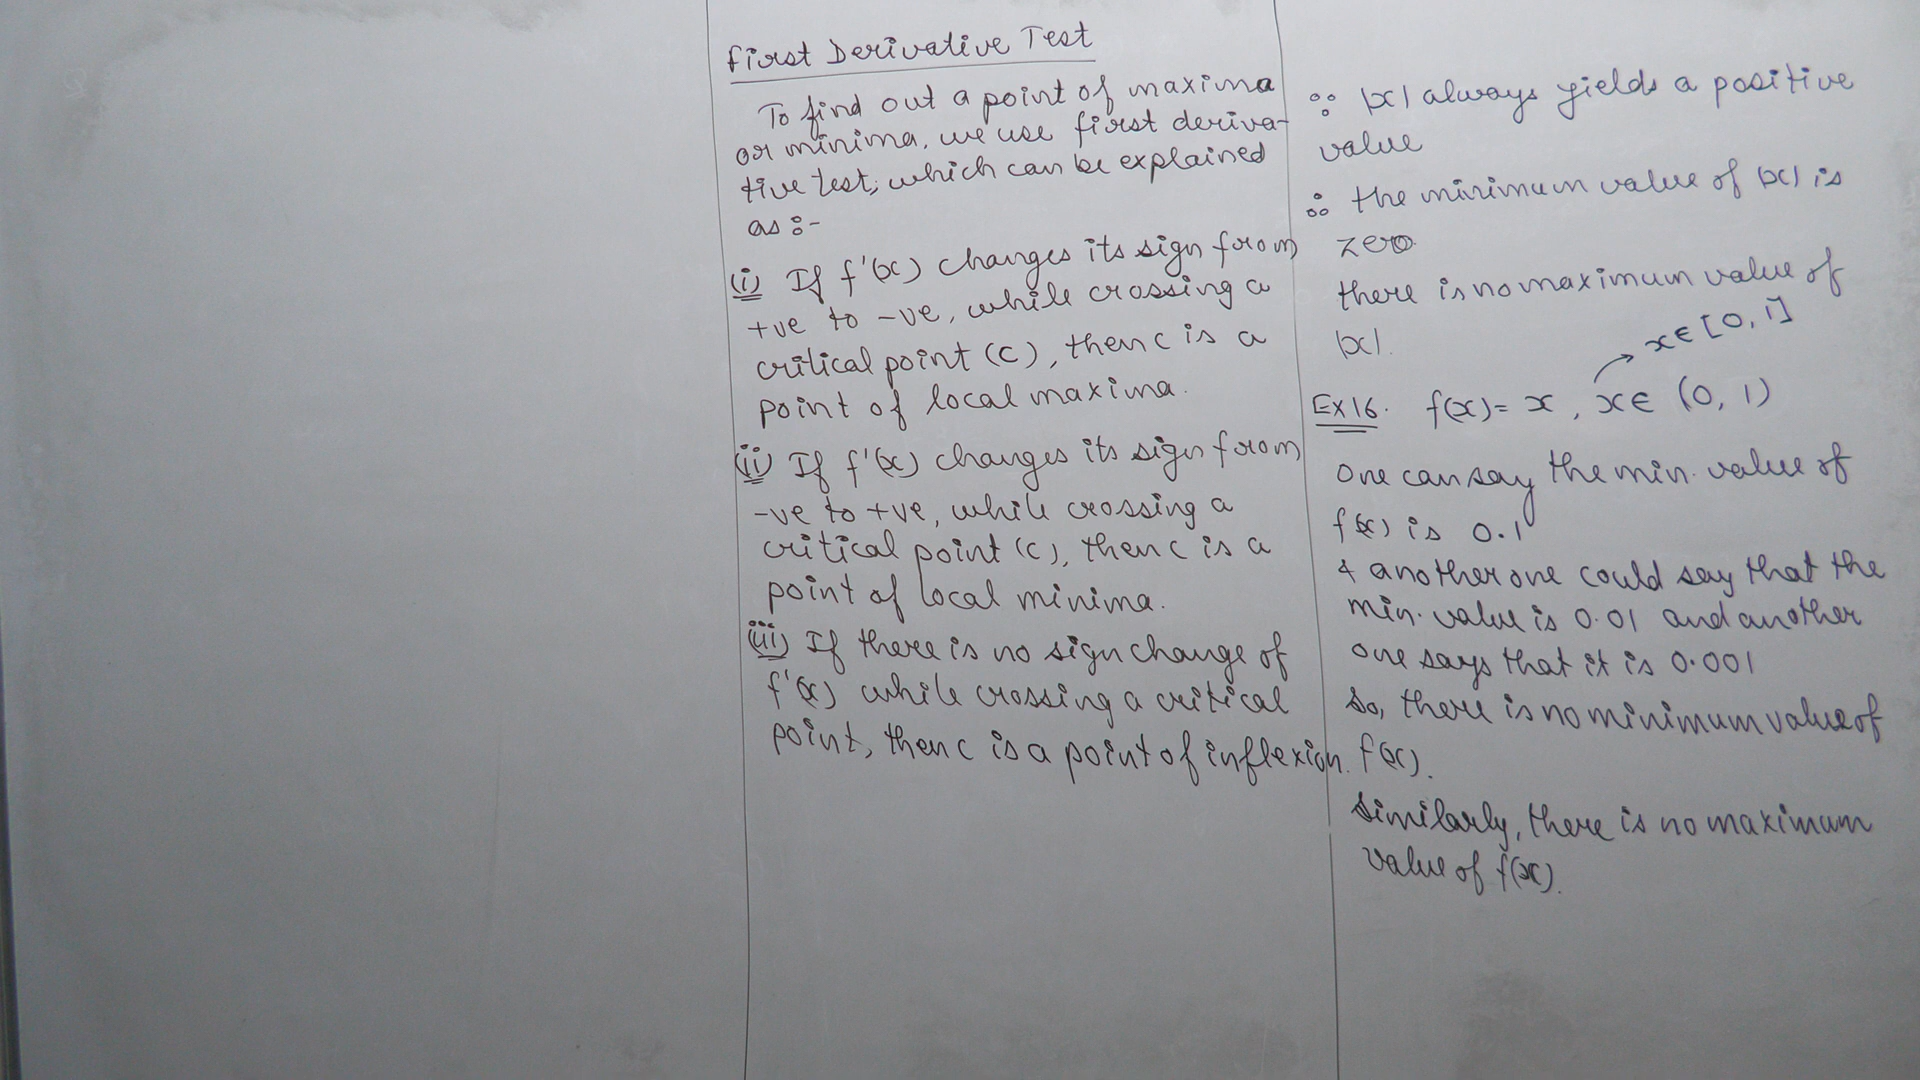 First Derivative Test
To find out a point of maxima
or minima, we use first deriva-
tive test, which can be explained
as :-
(i) If f'(x) changes its sign from
+ve to -ve, while crossing a
critical point (c), then c is a
point of local maxima.
(ii) If f'(x) changes its sign from
-ve to +ve, while crossing a
critical point (c), then c is a
point of local minima.
(iii) If there is no sign change of
f'(x) while crossing a critical
point, then c is a point of inflexion.
∵ |x| always yields a positive
value
∴ the minimum value of |x| is
zero.
there is no maximum value of
|x|.
→ x∈ [0, 1]
Ex 16. f(x)= x , x∈ (0, 1)
One can say the min. value of
f(x) is 0.1
& another one could say that the
min. value is 0.01 and another
one says that it is 0.001
So, there is no minimum value of
f(x).
Similarly, there is no maximum
value of f(x).